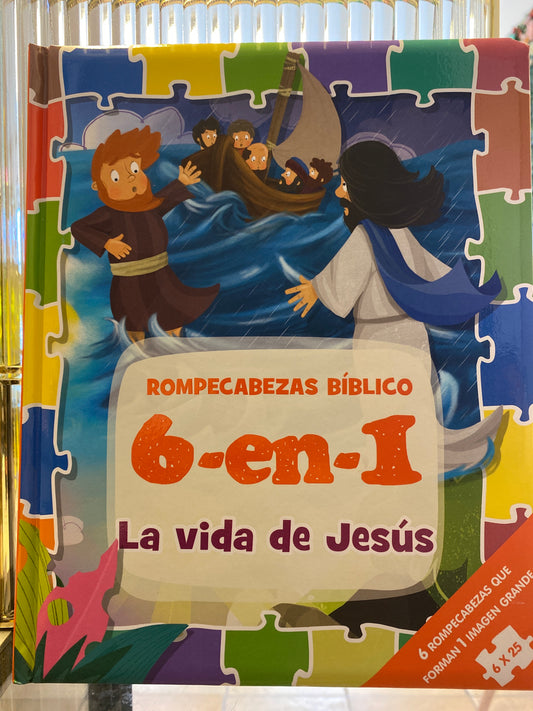 ROMPECABEZAS BÍBLICO
6-en-1
La vida de Jesús
6 ROMPECABEZAS QUE
FORMAN 1 IMAGEN GRANDE
6 X 25